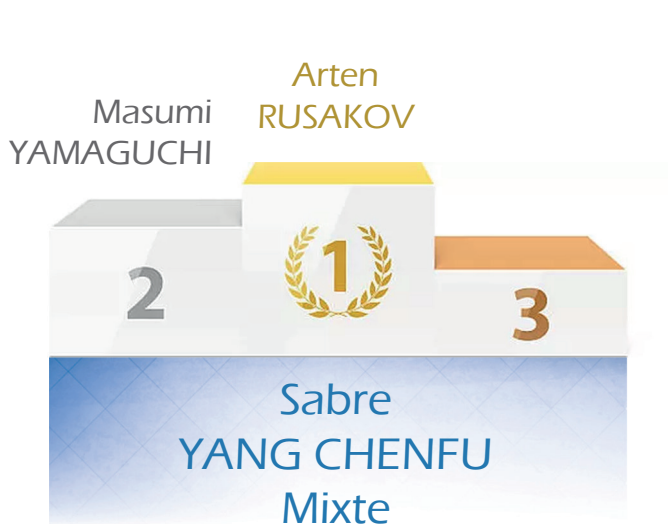 Arten
RUSAKOV
Masumi
YAMAGUCHI
1
2
3
Sabre
YANG CHENFU
Mixte